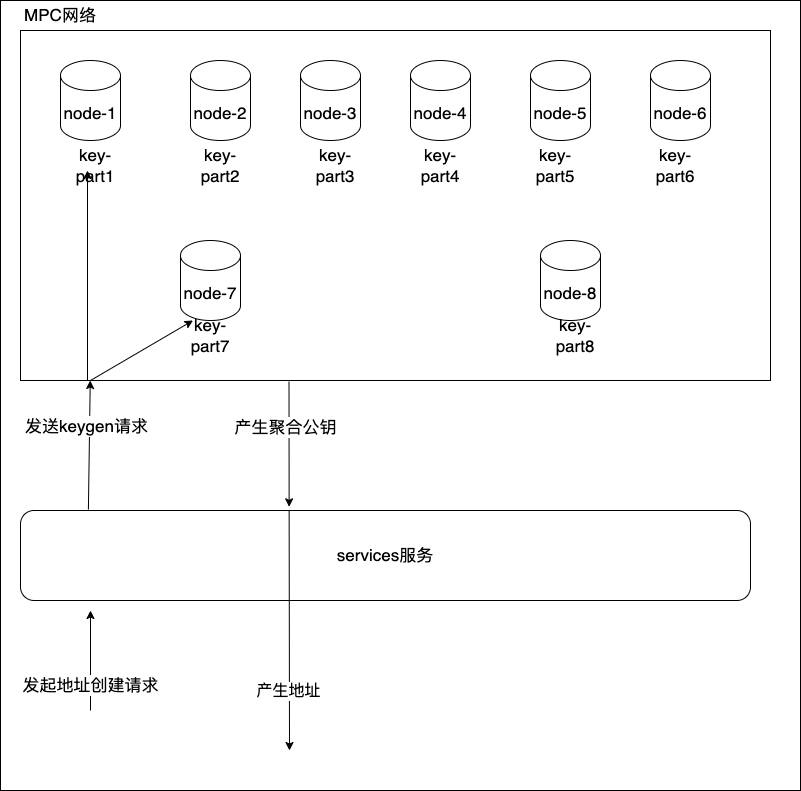 MPC网络
node-1
node-2
node-3
node-4
node-5
node-6
key-
part1
key-
part2
key-
part3
key-
part4
key-
part5
key-
part6
node-7
node-8
key-
part7
key-
part8
发送keygen请求
产生聚合公钥
services服务
发起地址创建请求
产生地址